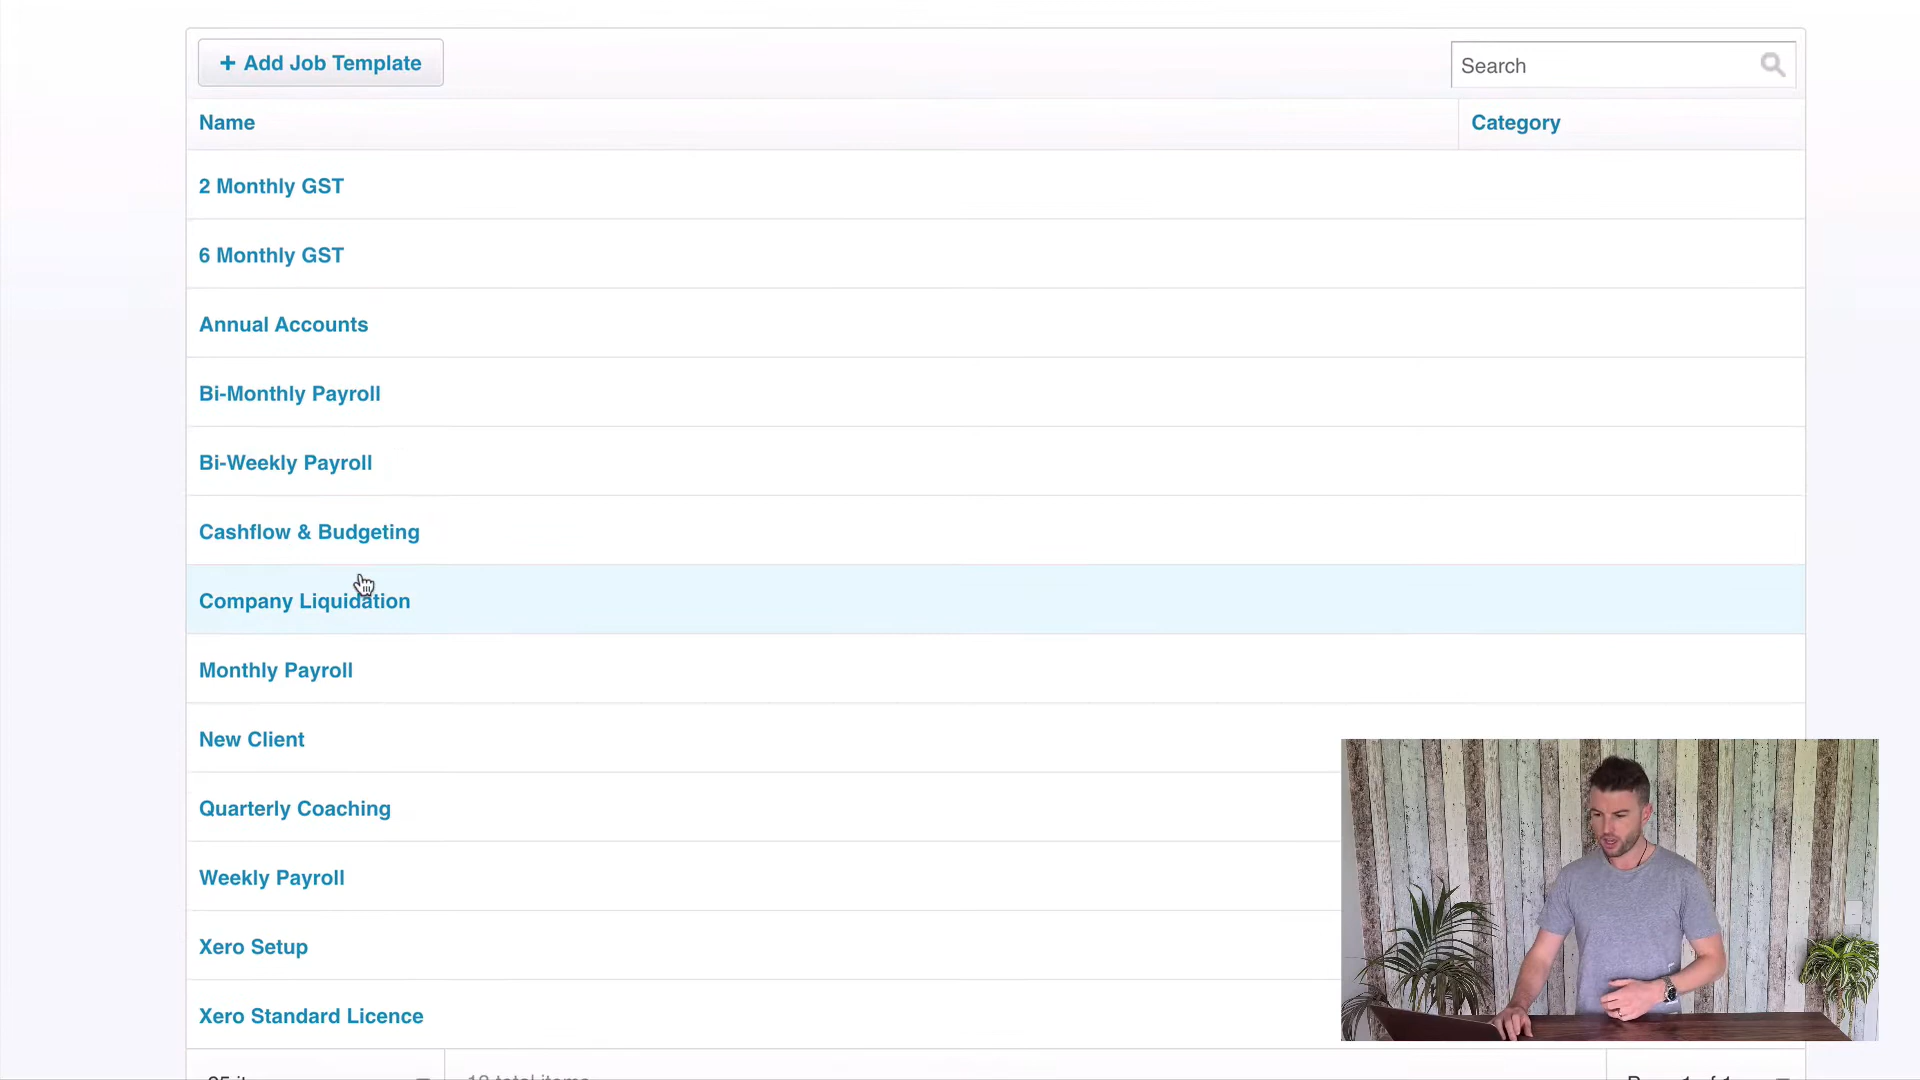 + Add Job Template
Search
Name
Category
2 Monthly GST
6 Monthly GST
Annual Accounts
Bi-Monthly Payroll
Bi-Weekly Payroll
Cashflow & Budgeting
Company Liquidation
Monthly Payroll
New Client
Quarterly Coaching
Weekly Payroll
Xero Setup
Xero Standard Licence